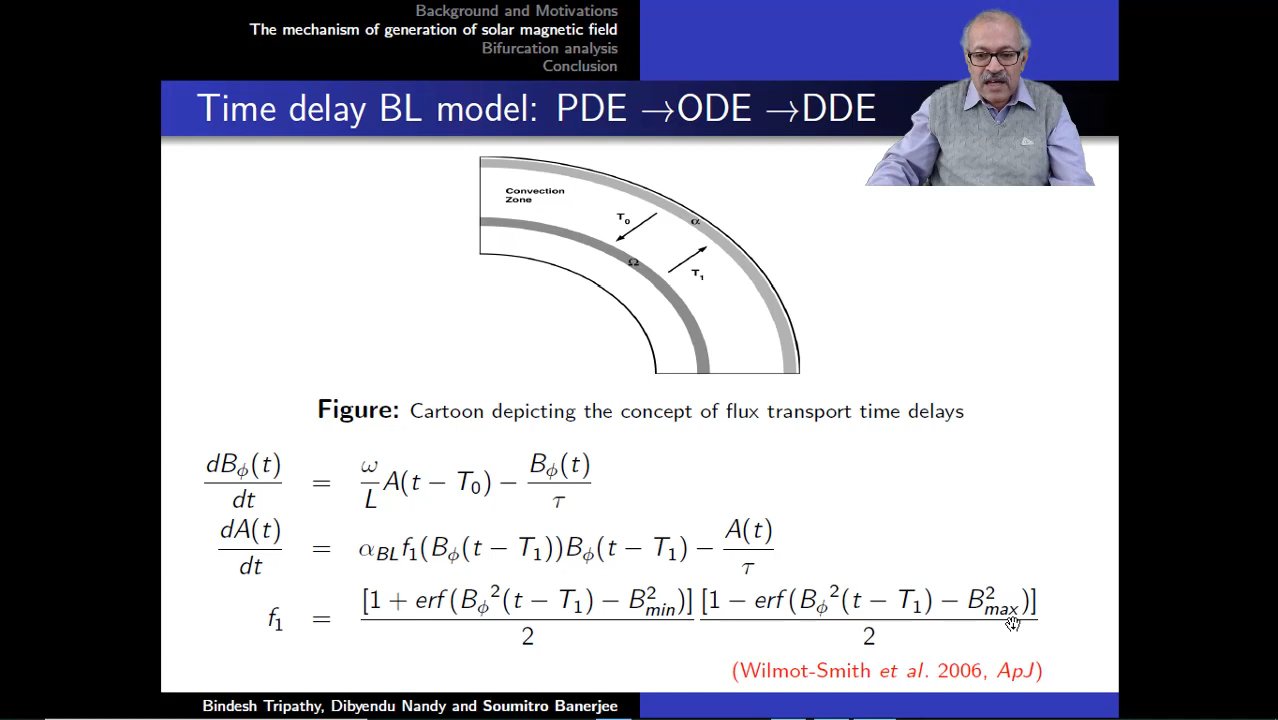 Background and Motivations
The mechanism of generation of solar magnetic field
Bifurcation analysis
Conclusion
Time delay BL model: PDE →ODE →DDE
Convection
Zone
T₀
α
Ω
T₁
Figure: Cartoon depicting the concept of flux transport time delays
dB_ϕ(t)/dt = ω/L A(t − T₀) − B_ϕ(t)/τ
dA(t)/dt = α_BL f₁(B_ϕ(t − T₁))B_ϕ(t − T₁) − A(t)/τ
f₁ = [1 + erf(B_ϕ²(t − T₁) − B²_min)]/2 [1 − erf(B_ϕ²(t − T₁) − B²_max)]/2
(Wilmot-Smith et al. 2006, ApJ)
Bindesh Tripathy, Dibyendu Nandy and Soumitro Banerjee